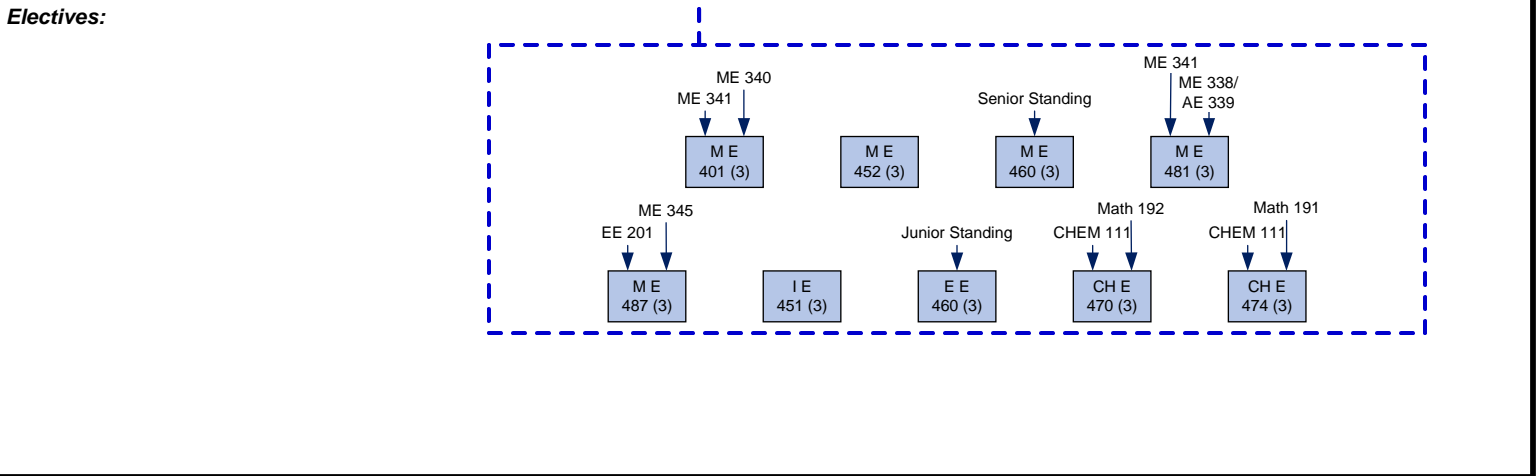 Electives:
ME 341
ME 340
Senior Standing
ME 341
ME 338/
AE 339
M E
401 (3)
M E
452 (3)
M E
460 (3)
M E
481 (3)
EE 201
ME 345
Junior Standing
CHEM 111
Math 192
CHEM 111
Math 191
M E
487 (3)
I E
451 (3)
E E
460 (3)
CH E
470 (3)
CH E
474 (3)